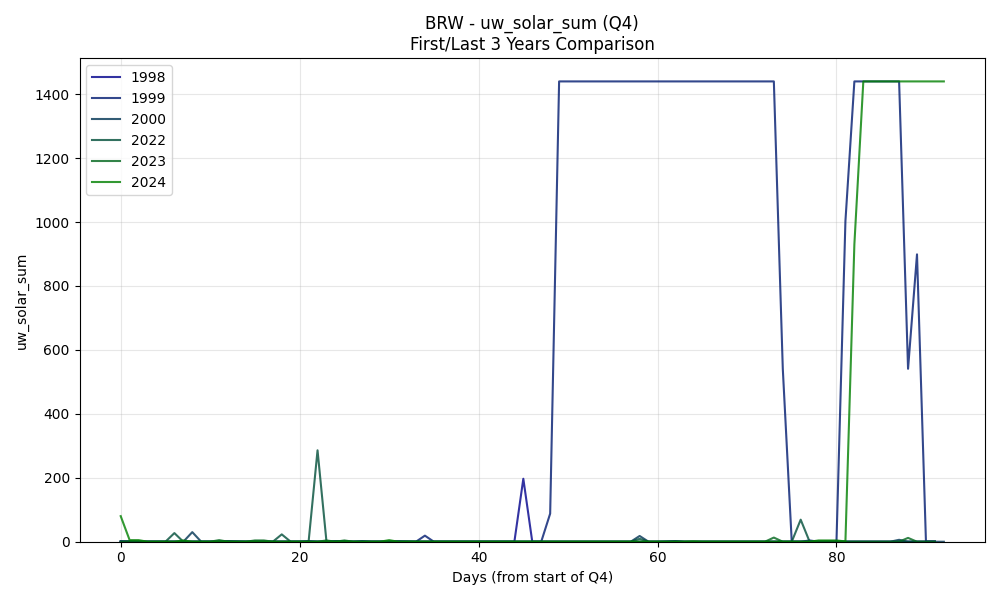 BRW - uw_solar_sum (Q4)
First/Last 3 Years Comparison
1998
1999
2000
2022
2023
2024
1400
1200
1000
800
600
400
200
0
uw_solar_sum
0 20 40 60 80
Days (from start of Q4)